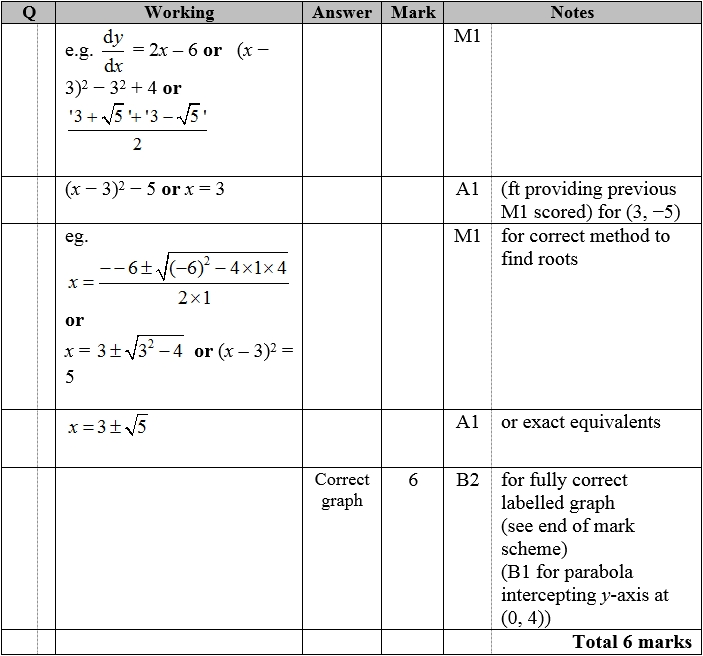 Q Working Answer Mark Notes
e.g. dy/dx = 2x – 6 or (x –
3)² – 3² + 4 or
('3 + √5 '+ '3 – √5 ')/2
M1
(x – 3)² – 5 or x = 3
A1
(ft providing previous
M1 scored) for (3, –5)
eg.
x = (– –6 ± √((–6)² – 4×1×4))/(2×1)
or
x = 3 ± √(3² – 4) or (x – 3)² =
5
M1
for correct method to
find roots
x = 3 ± √5
A1
or exact equivalents
Correct
graph
6
B2
for fully correct
labelled graph
(see end of mark
scheme)
(B1 for parabola
intercepting y-axis at
(0, 4))
Total 6 marks